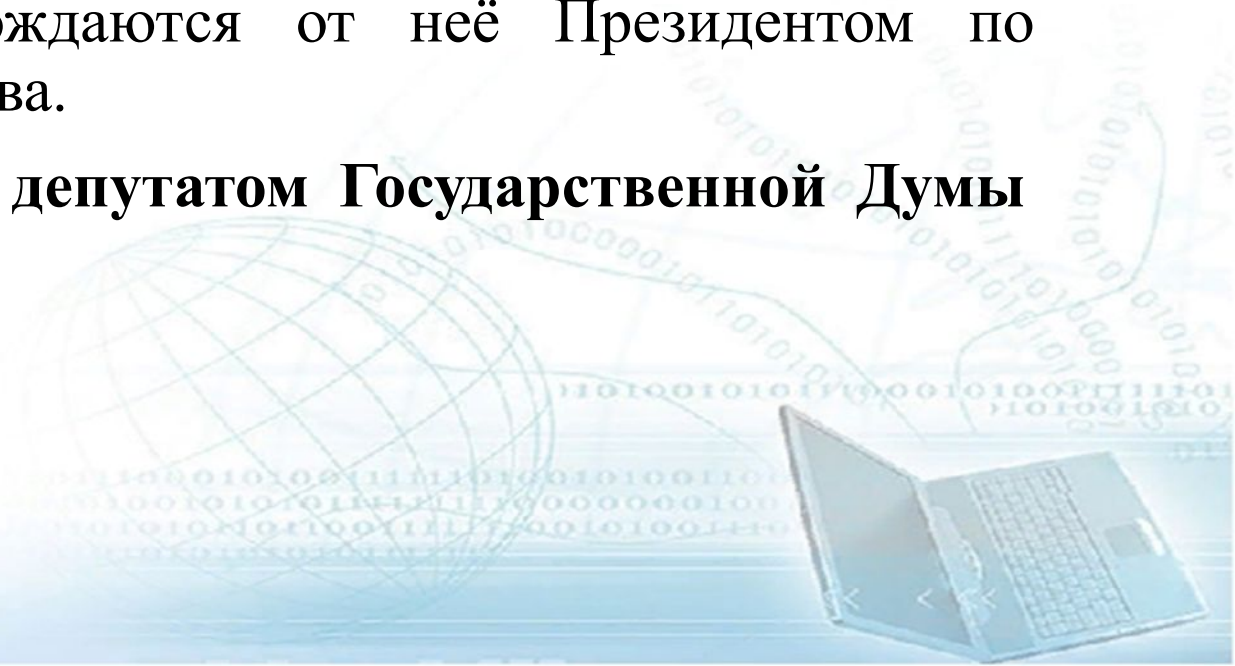 ождаются от неё Президентом по
ва.
депутатом Государственной Думы